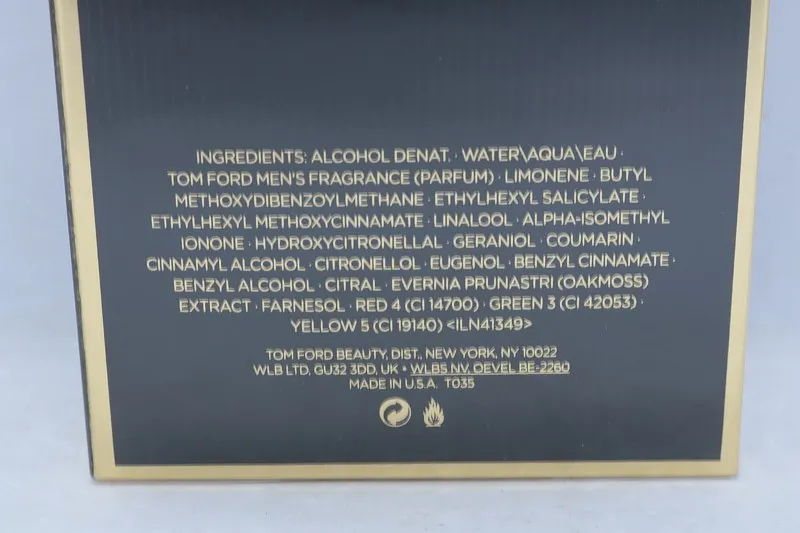 INGREDIENTS: ALCOHOL DENAT. · WATER\AQUA\EAU ·
TOM FORD MEN'S FRAGRANCE (PARFUM) · LIMONENE · BUTYL
METHOXYDIBENZOYLMETHANE · ETHYLHEXYL SALICYLATE ·
ETHYLHEXYL METHOXYCINNAMATE · LINALOOL · ALPHA-ISOMETHYL
IONONE · HYDROXYCITRONELLAL · GERANIOL · COUMARIN ·
CINNAMYL ALCOHOL · CITRONELLOL · EUGENOL · BENZYL CINNAMATE ·
BENZYL ALCOHOL · CITRAL · EVERNIA PRUNASTRI (OAKMOSS)
EXTRACT · FARNESOL · RED 4 (CI 14700) · GREEN 3 (CI 42053) ·
YELLOW 5 (CI 19140) <ILN41349>
TOM FORD BEAUTY, DIST., NEW YORK, NY 10022
WLB LTD, GU32 3DD, UK • WLBS NV, OEVEL BE-2260
MADE IN U.S.A. T035